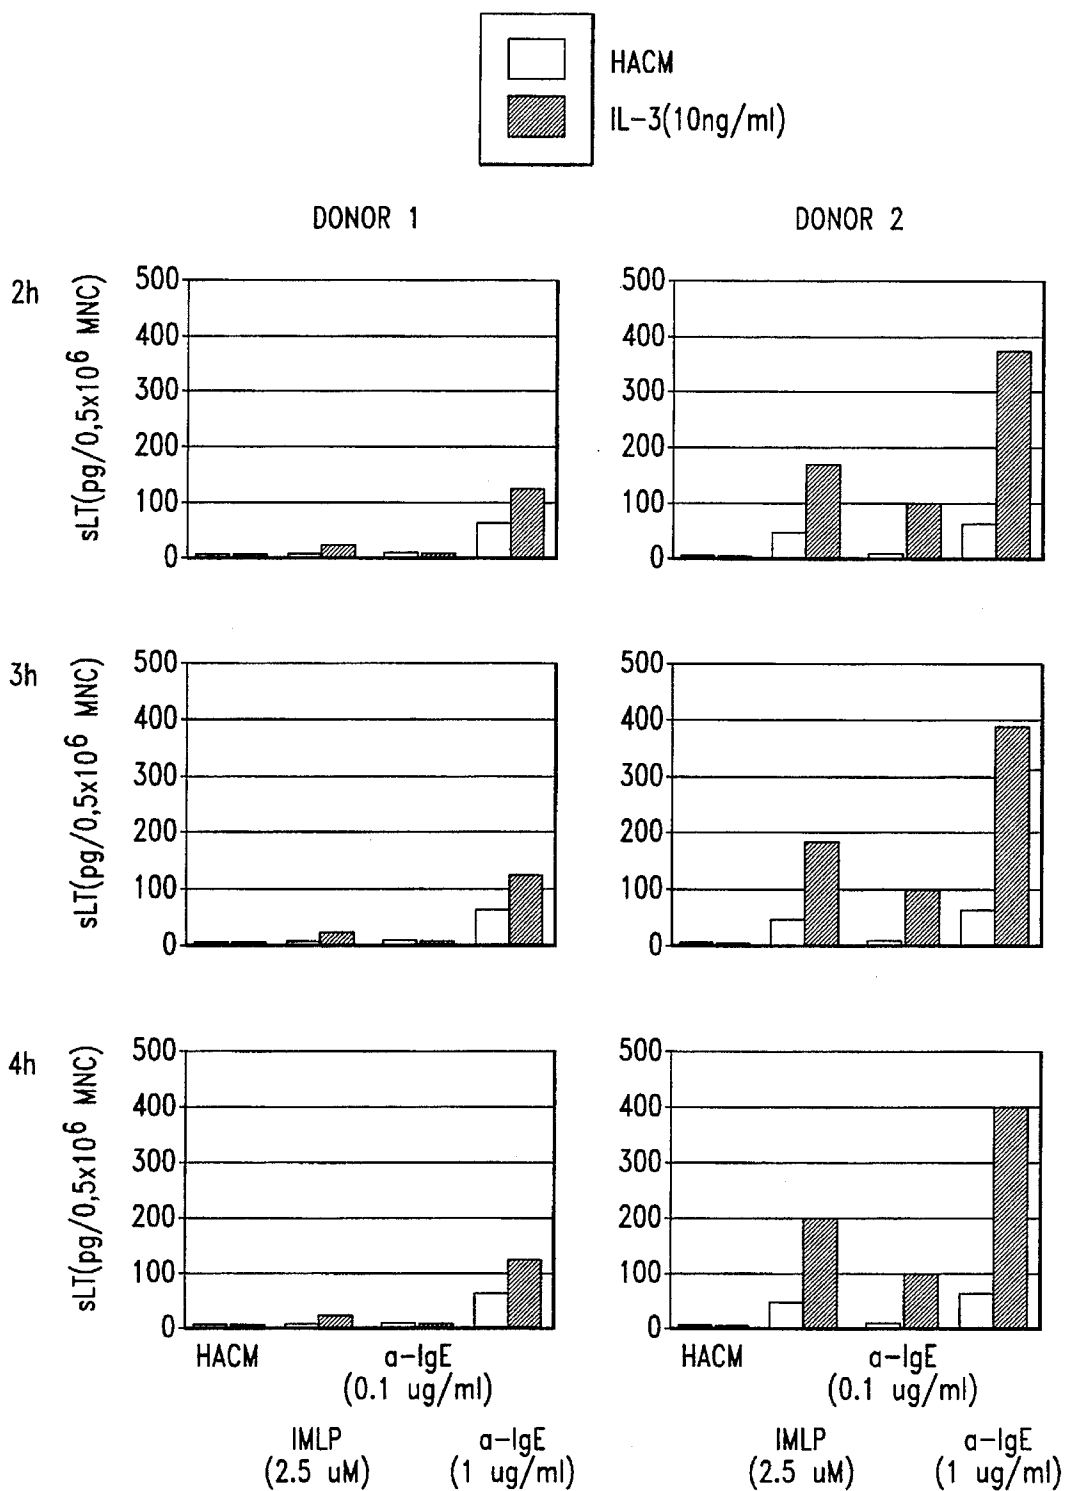 HACM
IL-3(10ng/ml)
DONOR 1
DONOR 2
2h
sLT(pg/0,5x10⁶ MNC)
500
400
300
200
100
0
500
400
300
200
100
0
3h
sLT(pg/0,5x10⁶ MNC)
500
400
300
200
100
0
500
400
300
200
100
0
4h
sLT(pg/0,5x10⁶ MNC)
500
400
300
200
100
0
500
400
300
200
100
0
HACM
a-IgE
(0.1 ug/ml)
IMLP
(2.5 uM)
a-IgE
(1 ug/ml)
HACM
a-IgE
(0.1 ug/ml)
IMLP
(2.5 uM)
a-IgE
(1 ug/ml)